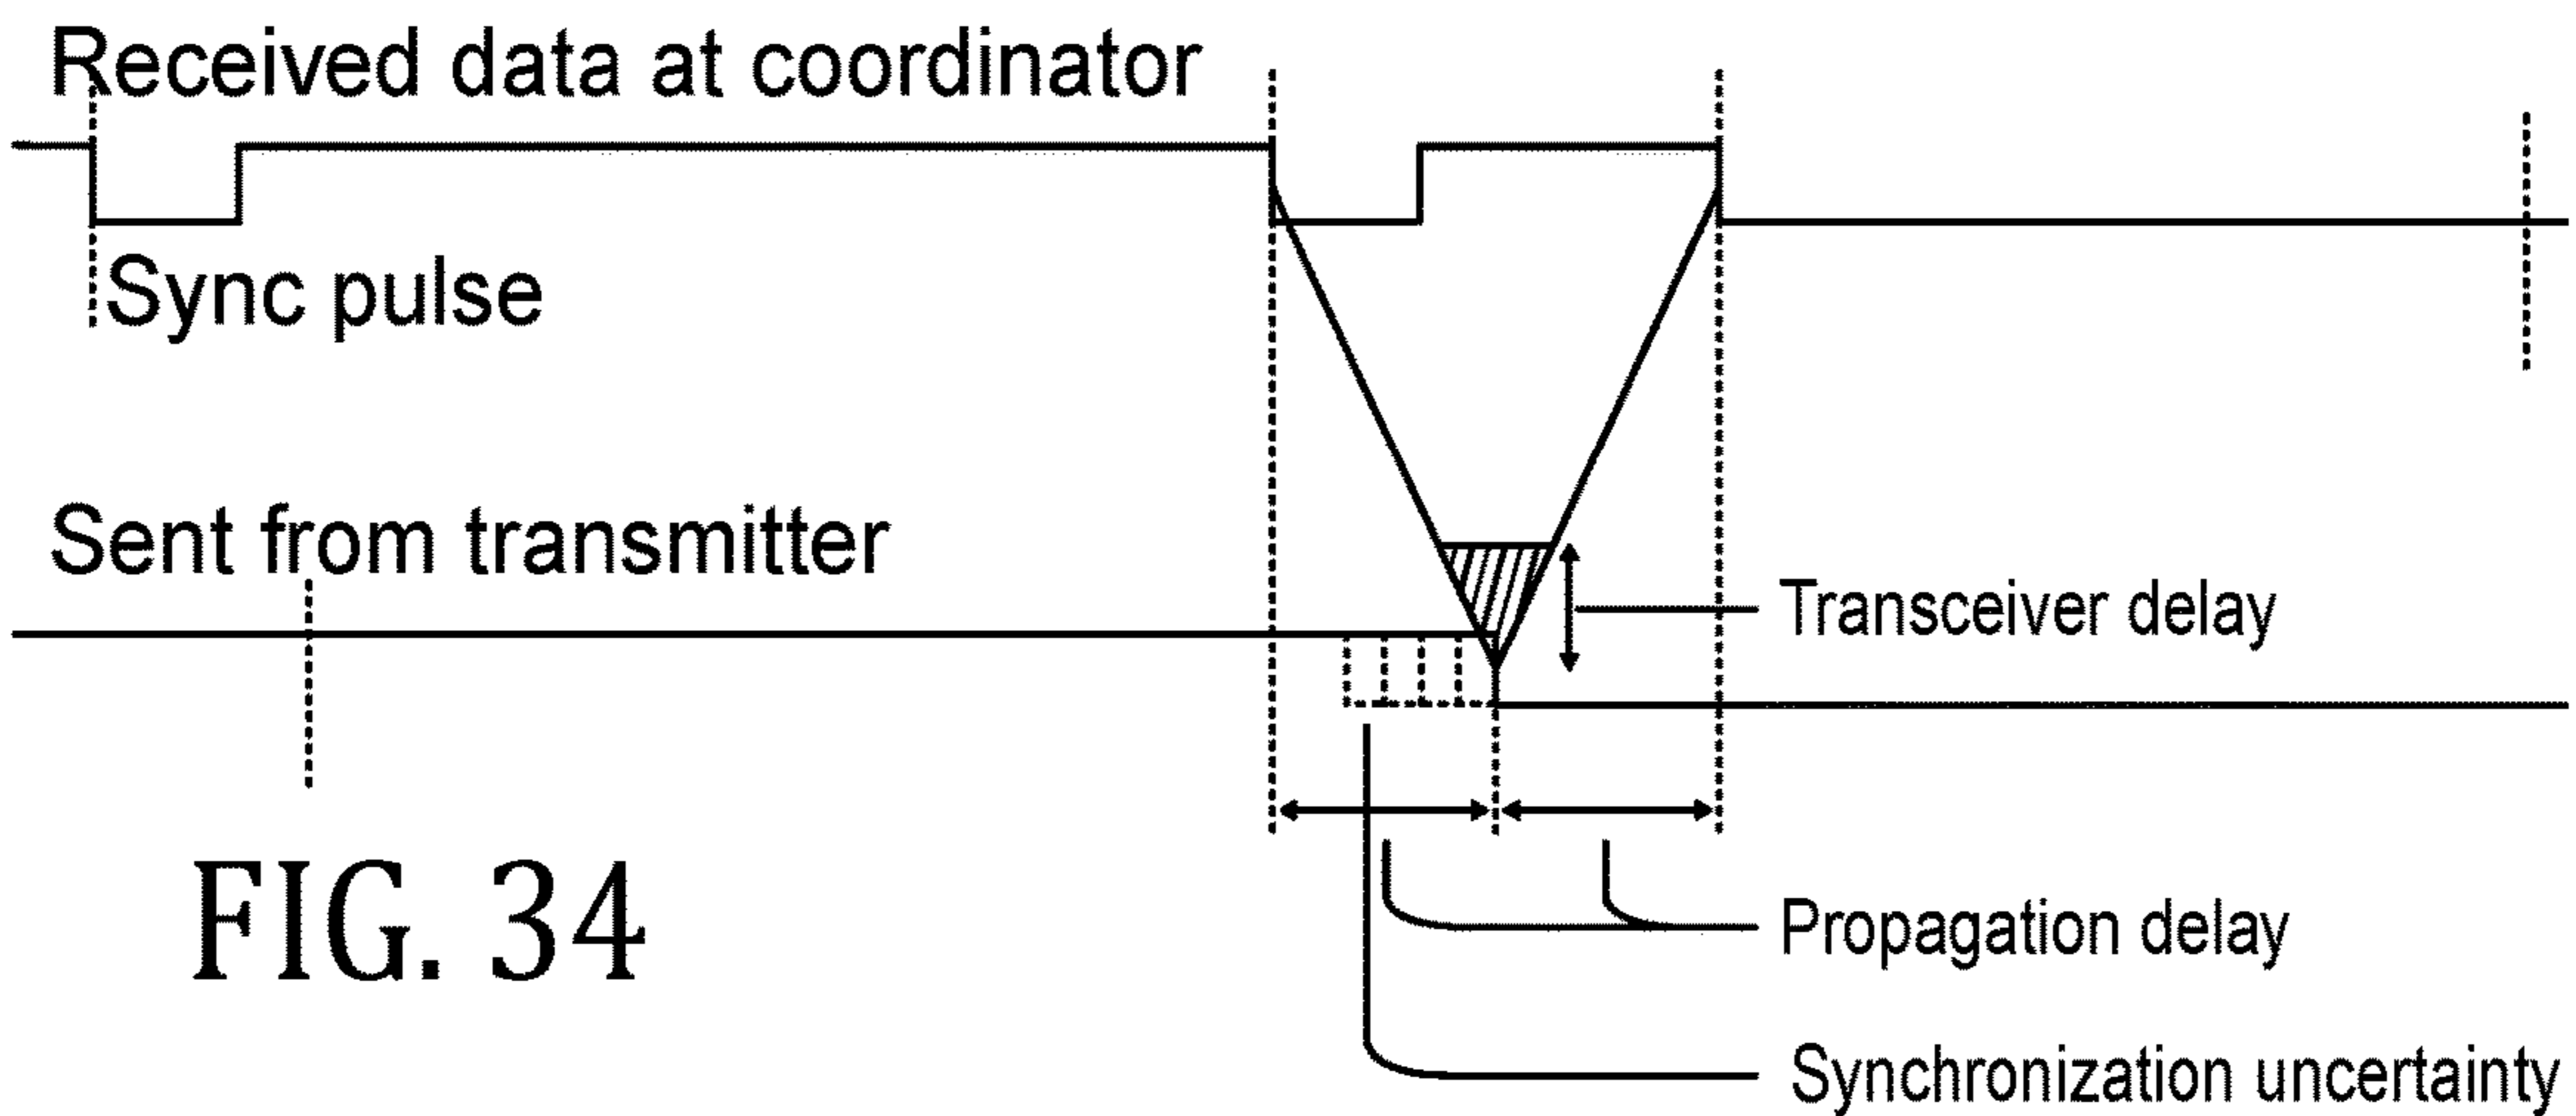 Received data at coordinator
Sync pulse
Sent from transmitter
Transceiver delay
Propagation delay
Synchronization uncertainty
FIG. 34